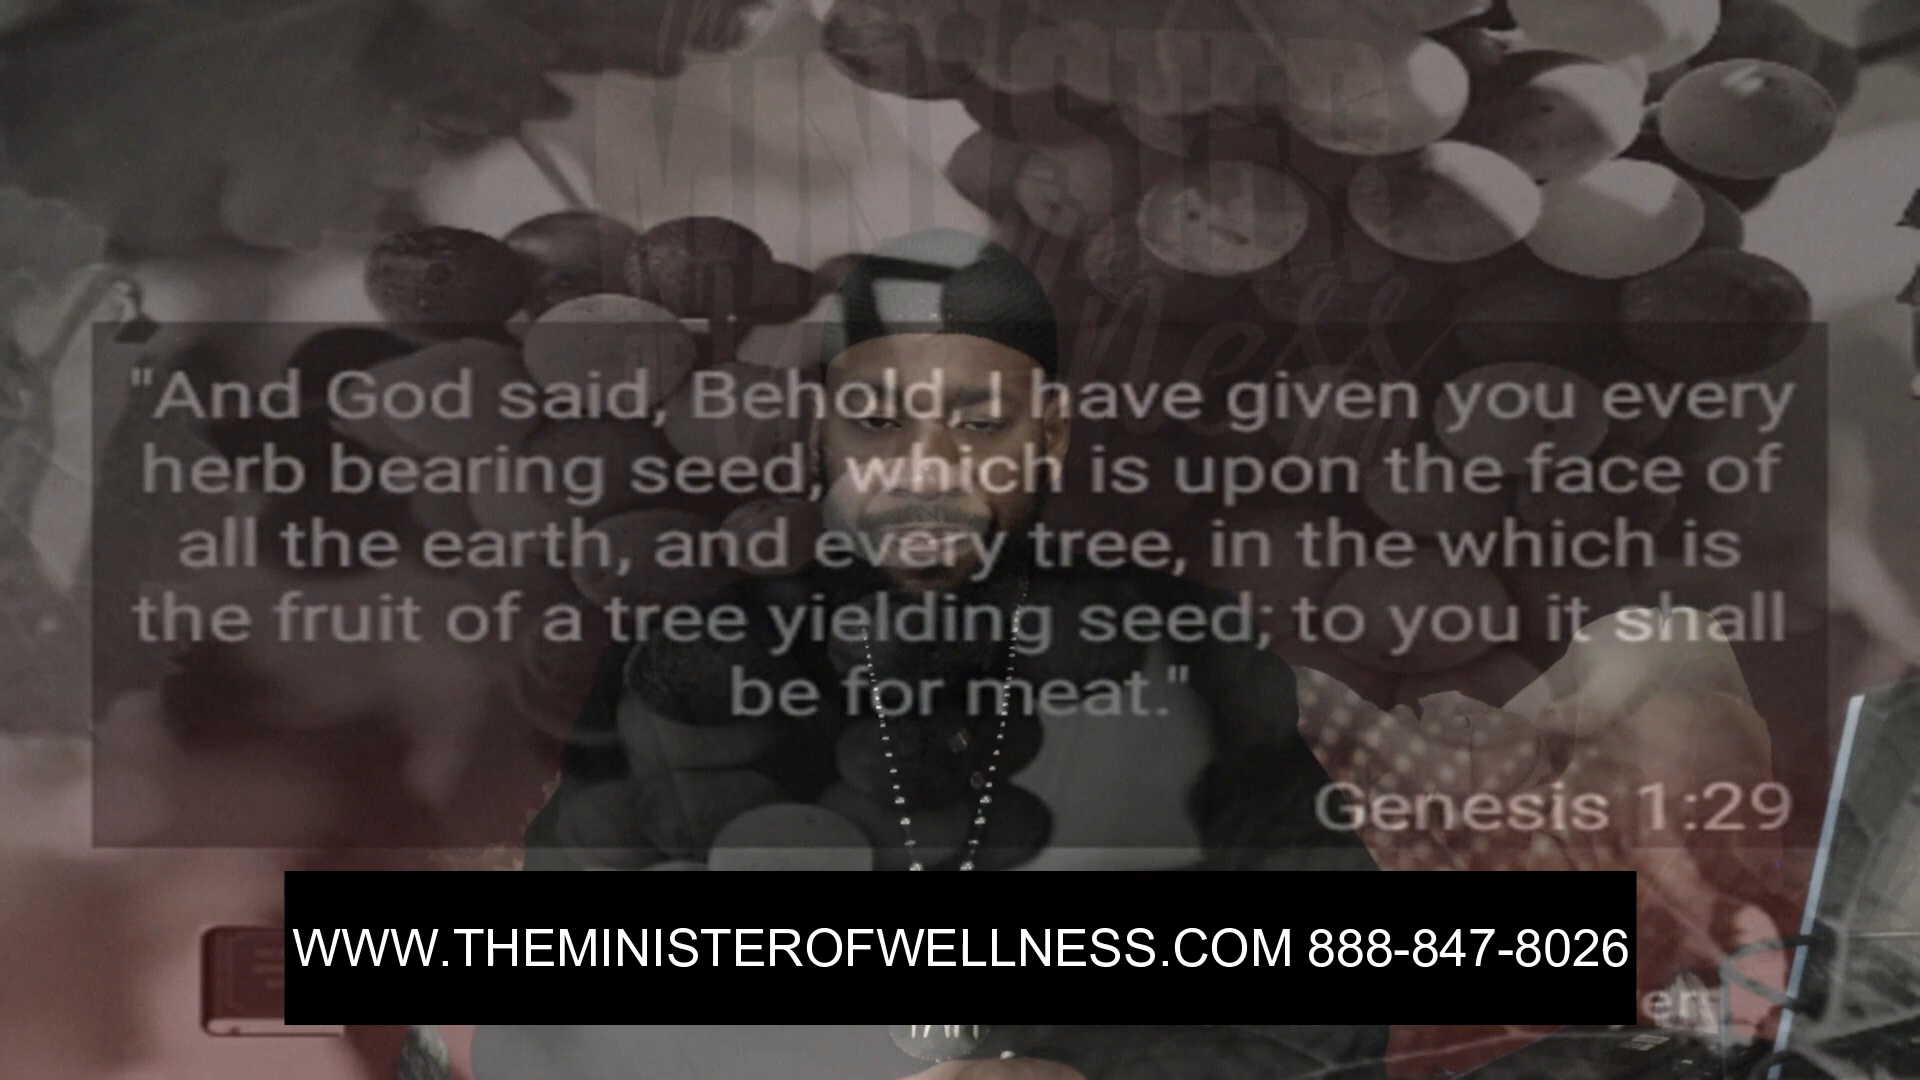 MINISTER
"And God said, Behold, I have given you every
herb bearing seed, which is upon the face of
all the earth, and every tree, in the which is
the fruit of a tree yielding seed; to you it shall
be for meat."
Genesis 1:29
WWW.THEMINISTEROFWELLNESS.COM 888-847-8026